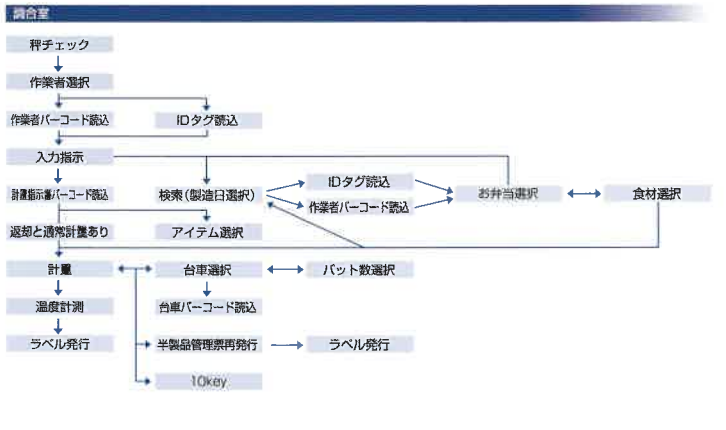 調合室
秤チェック
作業者選択
作業者バーコード読込
IDタグ読込
入力指示
計量指示書バーコード読込
検索(製造日選択)
IDタグ読込
作業者バーコード読込
お弁当選択
食材選択
返却と通常計量あり
アイテム選択
計量
台車選択
バット数選択
温度計測
台車バーコード読込
ラベル発行
半製品管理票再発行
ラベル発行
10key